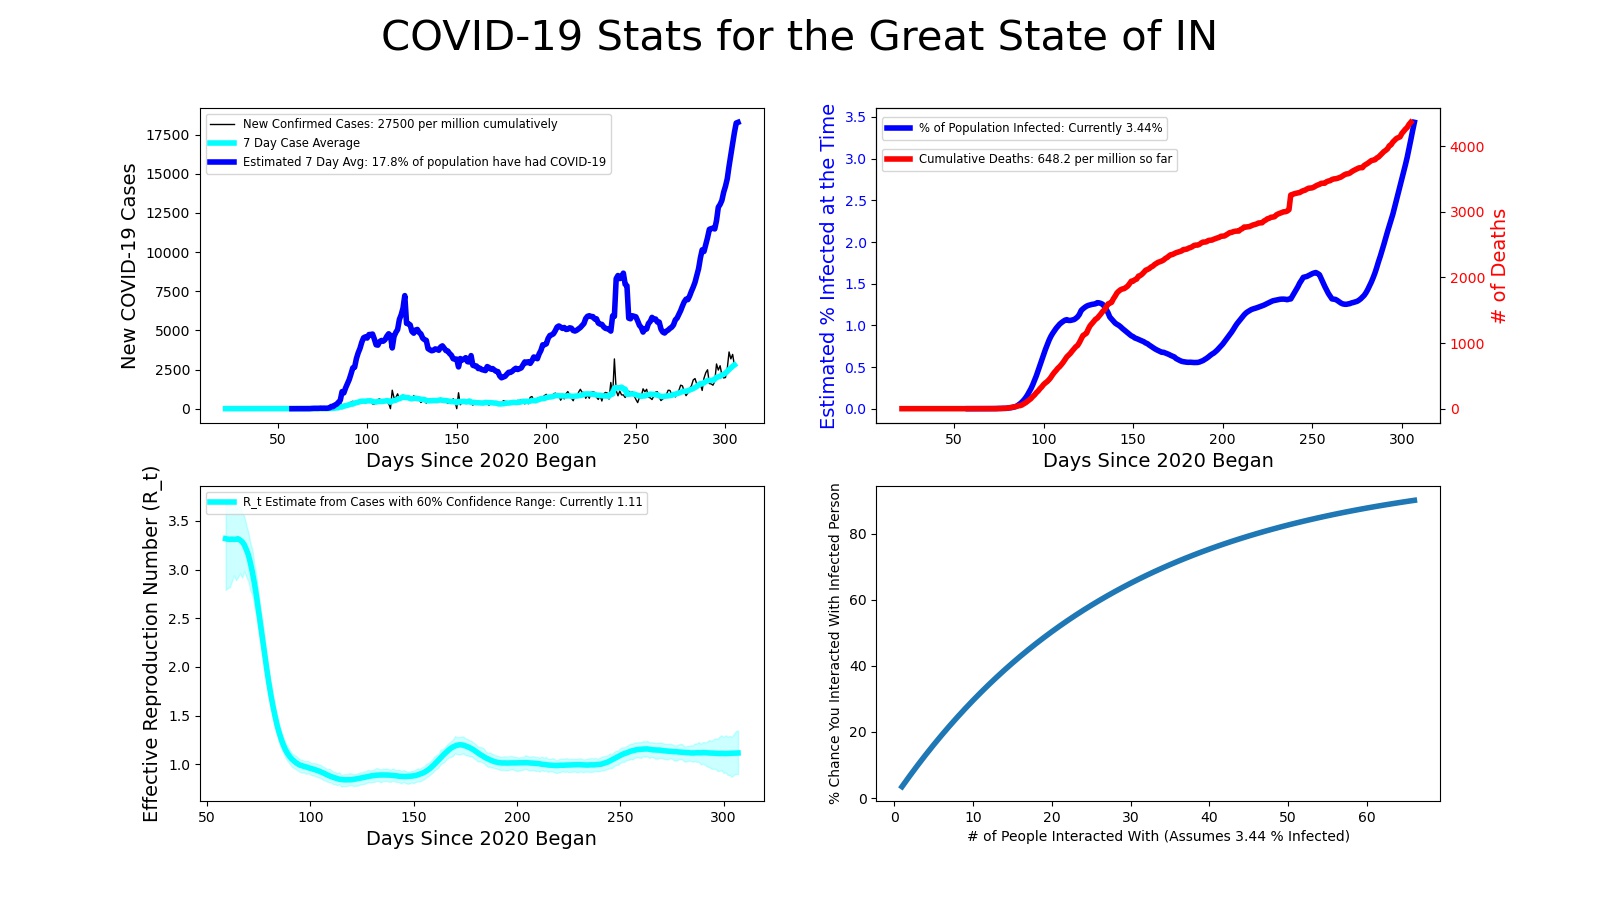 COVID-19 Stats for the Great State of IN
New COVID-19 Cases
17500
15000
12500
10000
7500
5000
2500
0
New Confirmed Cases: 27500 per million cumulatively
7 Day Case Average
Estimated 7 Day Avg: 17.8% of population have had COVID-19
50 100 150 200 250 300
Days Since 2020 Began
Estimated % Infected at the Time
3.5
3.0
2.5
2.0
1.5
1.0
0.5
0.0
% of Population Infected: Currently 3.44%
Cumulative Deaths: 648.2 per million so far
4000
3000
2000
1000
0
# of Deaths
50 100 150 200 250 300
Days Since 2020 Began
Effective Reproduction Number (R_t)
3.5
3.0
2.5
2.0
1.5
1.0
R_t Estimate from Cases with 60% Confidence Range: Currently 1.11
50 100 150 200 250 300
Days Since 2020 Began
% Chance You Interacted With Infected Person
80
60
40
20
0
0 10 20 30 40 50 60
# of People Interacted With (Assumes 3.44 % Infected)